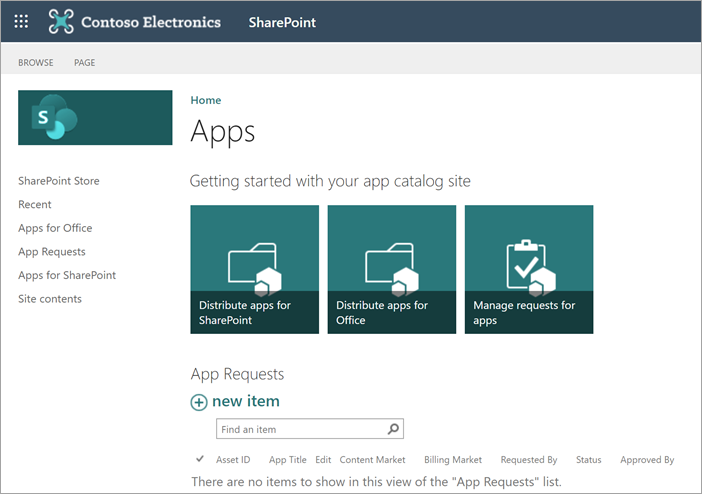 Contoso Electronics SharePoint
BROWSE PAGE
S
Home
Apps
SharePoint Store
Recent
Apps for Office
App Requests
Apps for SharePoint
Site contents
Getting started with your app catalog site
Distribute apps for
SharePoint
Distribute apps for
Office
Manage requests for
apps
App Requests
new item
Find an item
Asset ID App Title Edit Content Market Billing Market Requested By Status Approved By
There are no items to show in this view of the "App Requests" list.